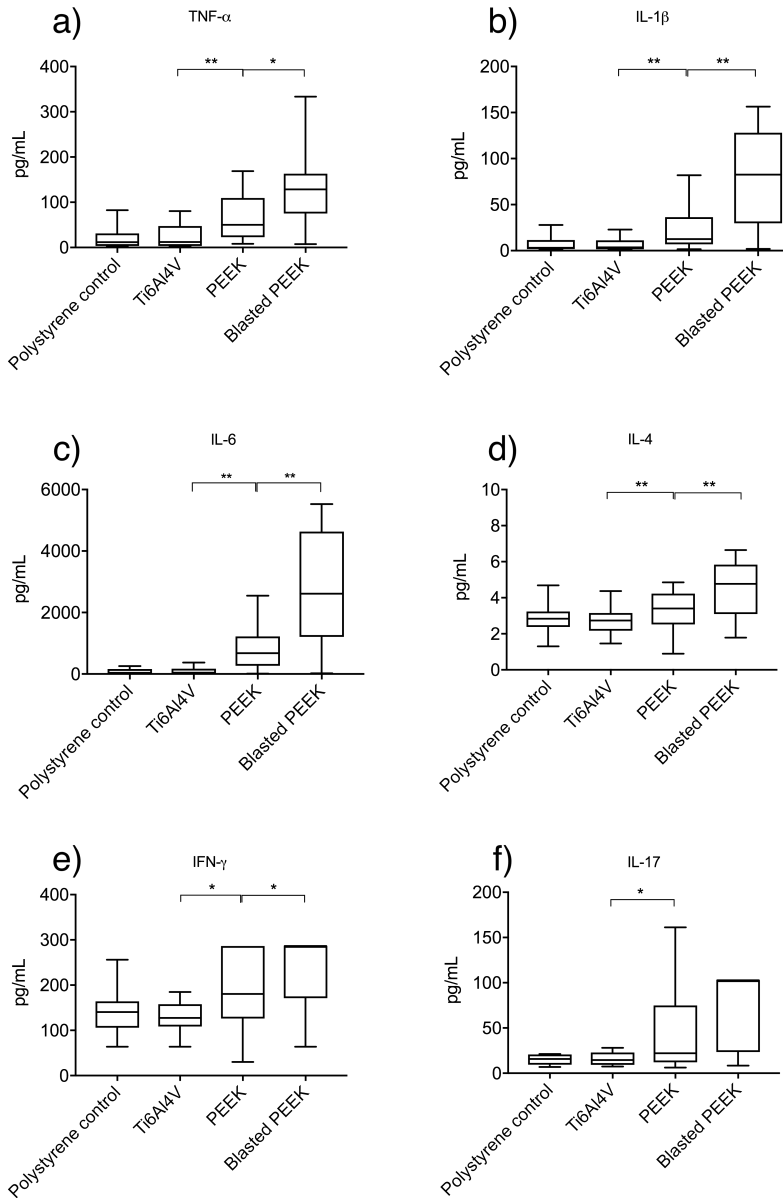 a)
TNF-α
pg/mL
400
300
200
100
0
** *
Polystyrene control
Ti6Al4V
PEEK
Blasted PEEK
b)
IL-1β
pg/mL
200
150
100
50
0
** **
Polystyrene control
Ti6Al4V
PEEK
Blasted PEEK
c)
IL-6
pg/mL
6000
4000
2000
0
** **
Polystyrene control
Ti6Al4V
PEEK
Blasted PEEK
d)
IL-4
pg/mL
10
8
6
4
2
0
** **
Polystyrene control
Ti6Al4V
PEEK
Blasted PEEK
e)
IFN-γ
pg/mL
400
300
200
100
0
* *
Polystyrene control
Ti6Al4V
PEEK
Blasted PEEK
f)
IL-17
pg/mL
200
150
100
50
0
*
Polystyrene control
Ti6Al4V
PEEK
Blasted PEEK